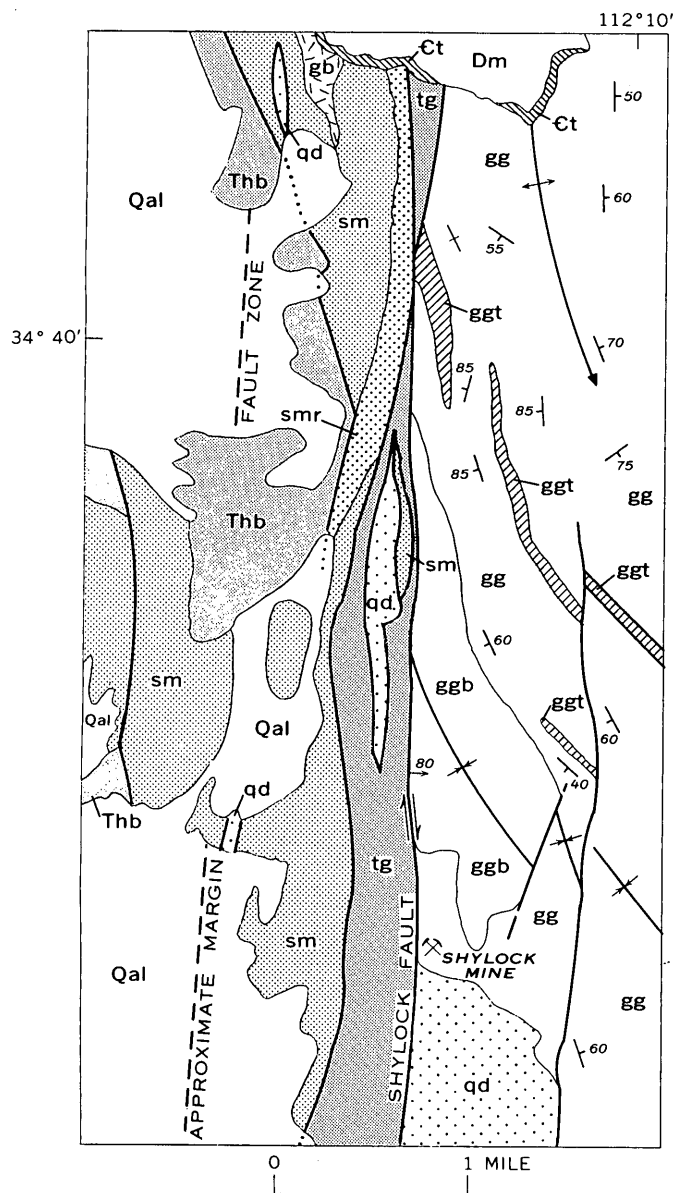 112° 10'
Єt
Dm
gb
tg
50
Єt
qd
gg
Thb
Qal
60
sm
55
ggt
34° 40'
FAULT ZONE
70
85
smr
85
75
85
ggt
gg
Thb
sm
gg
ggt
qd
60
sm
ggb
ggt
Qal
Qal
60
80
40
qd
Thb
tg
ggb
gg
sm
SHYLOCK
MINE
Qal
gg
SHYLOCK FAULT
APPROXIMATE MARGIN
qd
60
0 1 MILE